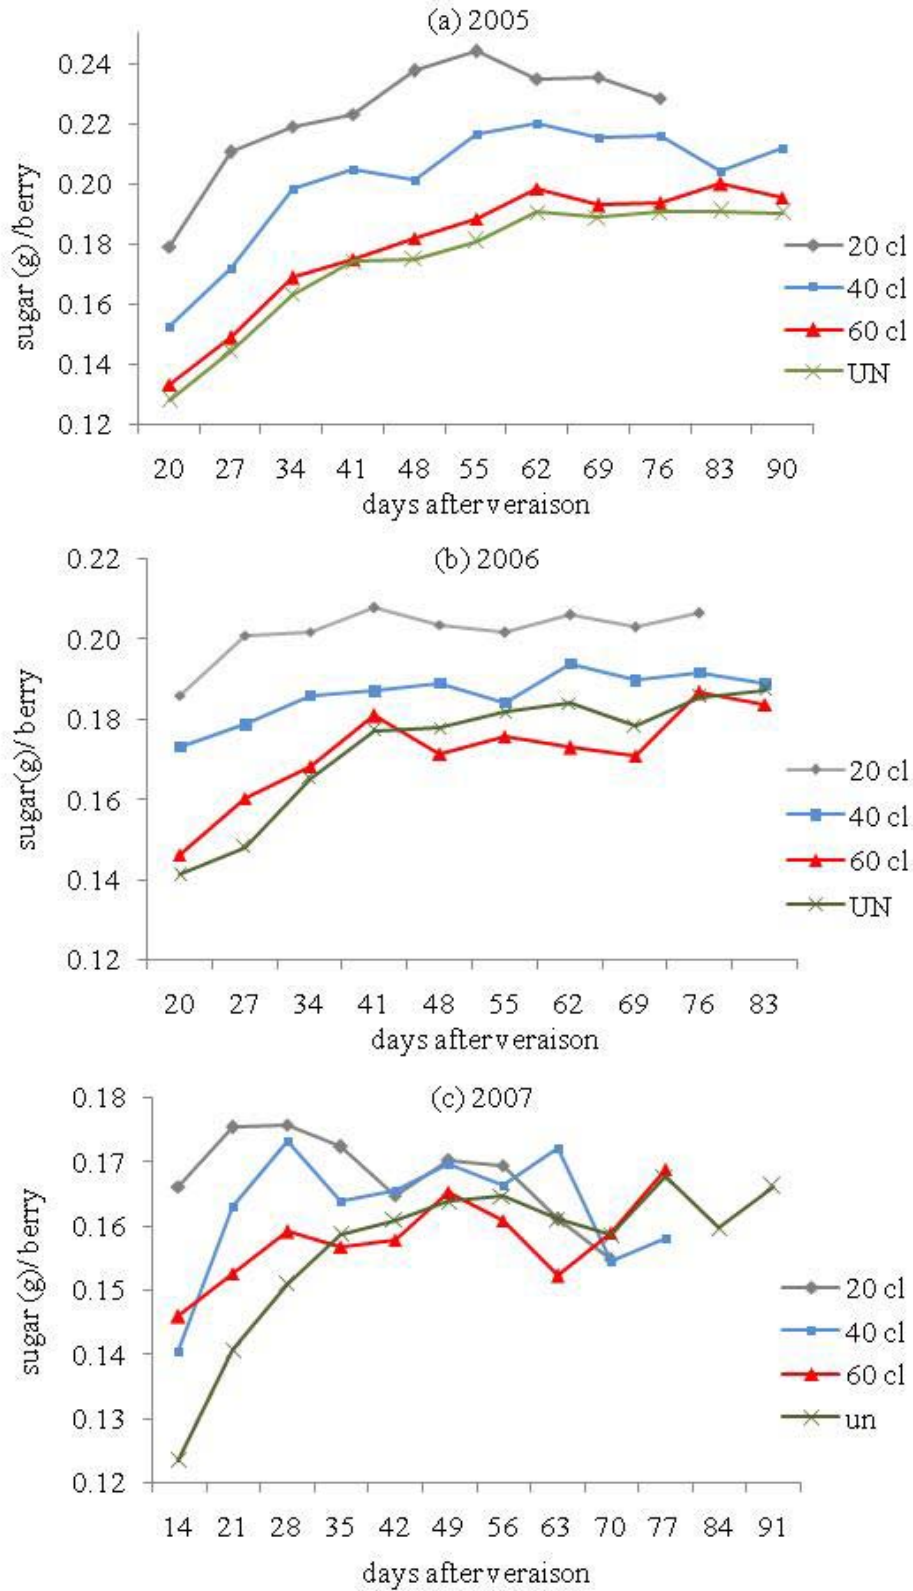 (a) 2005
0.24
0.22
0.20
0.18
0.16
0.14
0.12
sugar (g) /berry
20 cl
40 cl
60 cl
UN
20 27 34 41 48 55 62 69 76 83 90
days after veraison
(b) 2006
0.22
0.20
0.18
0.16
0.14
0.12
sugar(g)/berry
20 cl
40 cl
60 cl
UN
20 27 34 41 48 55 62 69 76 83
days after veraison
(c) 2007
0.18
0.17
0.16
0.15
0.14
0.13
0.12
sugar (g)/berry
20 cl
40 cl
60 cl
un
14 21 28 35 42 49 56 63 70 77 84 91
days after veraison